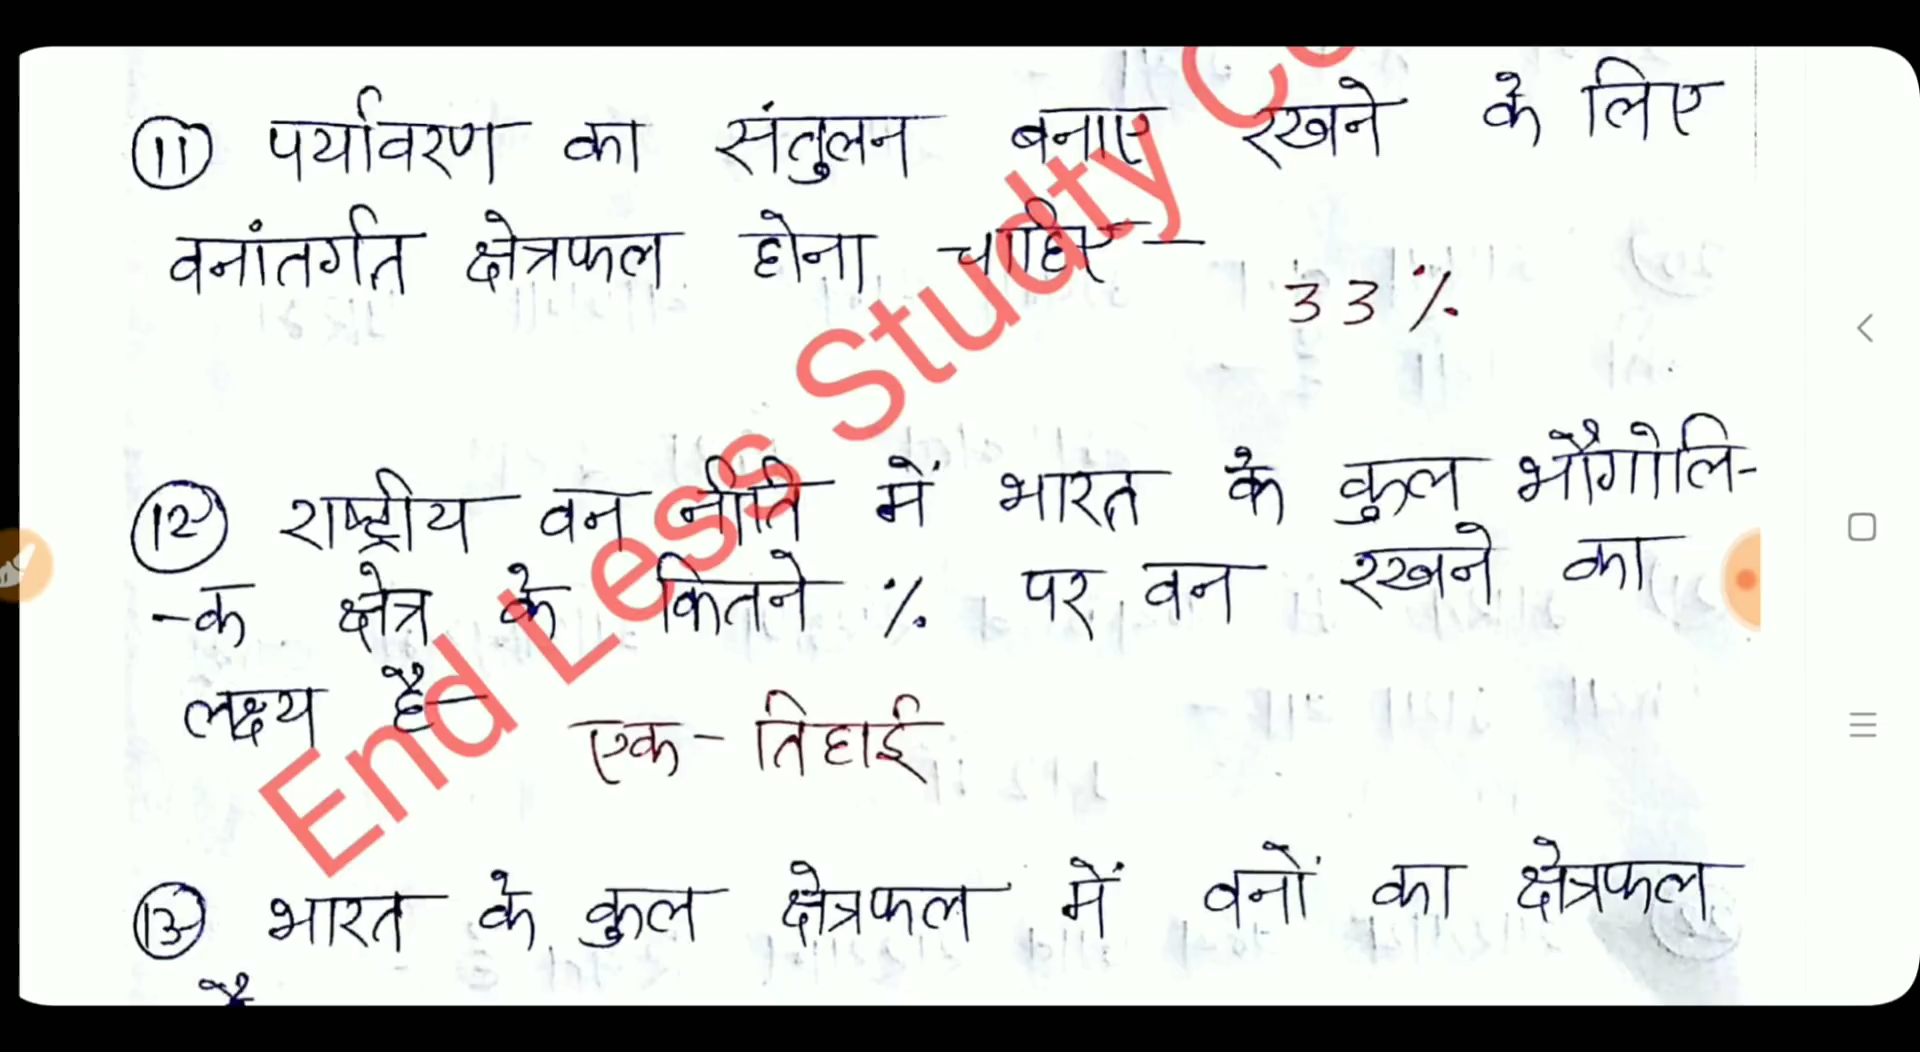 ⑪ पर्यावरण का संतुलन बनाए रखने के लिए
वनांतर्गत क्षेत्रफल होना चाहिए -
33 %
⑫ राष्ट्रीय वन नीति में भारत के कुल भौगोलि-
-क क्षेत्र के कितने % पर वन रखने का
लक्ष्य है-
एक - तिहाई
⑬ भारत के कुल क्षेत्रफल में वनों का क्षेत्रफल
End Less Studty